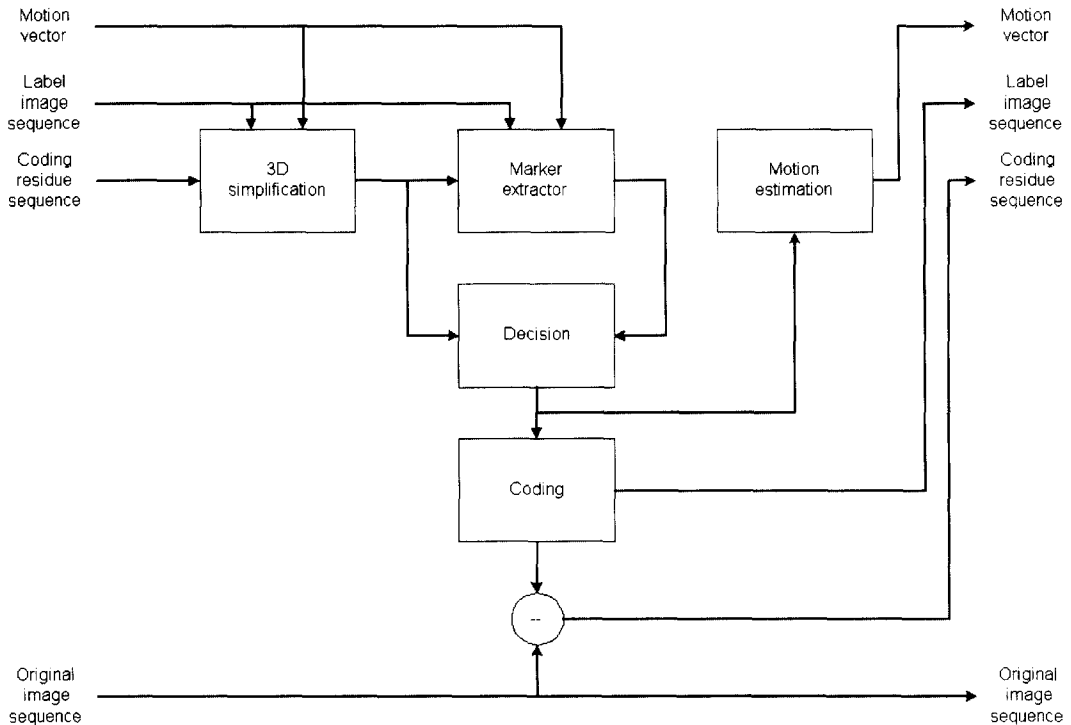 Motion
vector
Label
image
sequence
Coding
residue
sequence
3D
simplification
Marker
extractor
Motion
estimation
Motion
vector
Label
image
sequence
Coding
residue
sequence
Decision
Coding
--
Original
image
sequence
Original
image
sequence